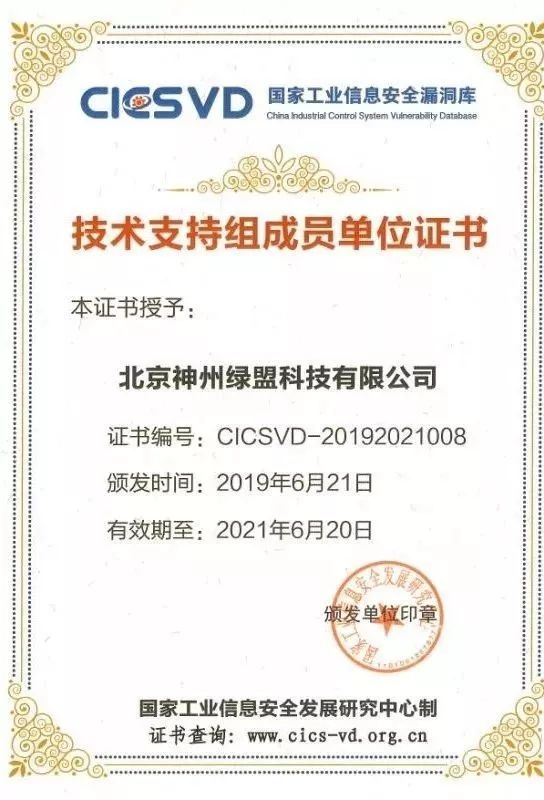 CICSVD 国家工业信息安全漏洞库
China Industrial Control System Vulnerability Database
技术支持组成员单位证书
本证书授予：
北京神州绿盟科技有限公司
证书编号：CICSVD-20192021008
颁发时间：2019年6月21日
有效期至：2021年6月20日
国家工业信息安全发展研究中心
颁发单位印章
国家工业信息安全发展研究中心制
证书查询：www.cics-vd.org.cn